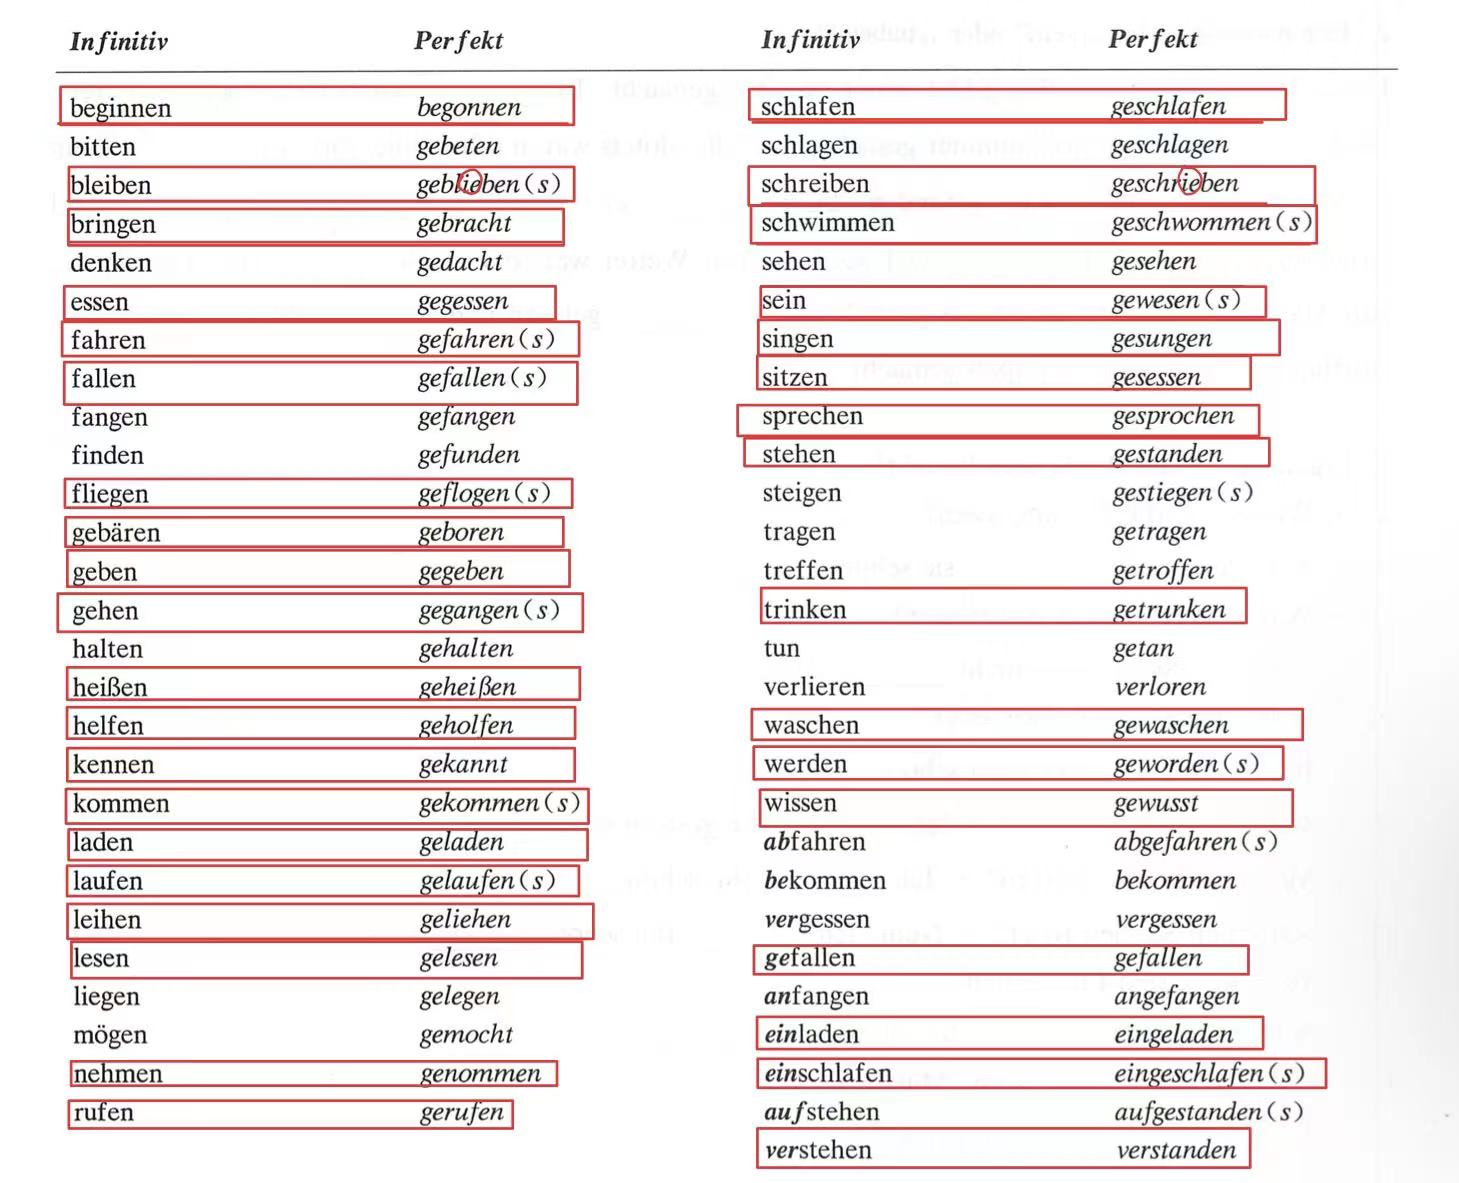 Infinitiv Perfekt
beginnen begonnen
bitten gebeten
bleiben geblieben(s)
bringen gebracht
denken gedacht
essen gegessen
fahren gefahren(s)
fallen gefallen(s)
fangen gefangen
finden gefunden
fliegen geflogen(s)
gebären geboren
geben gegeben
gehen gegangen(s)
halten gehalten
heißen geheißen
helfen geholfen
kennen gekannt
kommen gekommen(s)
laden geladen
laufen gelaufen(s)
leihen geliehen
lesen gelesen
liegen gelegen
mögen gemocht
nehmen genommen
rufen gerufen
Infinitiv Perfekt
schlafen geschlafen
schlagen geschlagen
schreiben geschrieben
schwimmen geschwommen(s)
sehen gesehen
sein gewesen(s)
singen gesungen
sitzen gesessen
sprechen gesprochen
stehen gestanden
steigen gestiegen(s)
tragen getragen
treffen getroffen
trinken getrunken
tun getan
verlieren verloren
waschen gewaschen
werden geworden(s)
wissen gewusst
abfahren abgefahren(s)
bekommen bekommen
vergessen vergessen
gefallen gefallen
anfangen angefangen
einladen eingeladen
einschlafen eingeschlafen(s)
aufstehen aufgestanden(s)
verstehen verstanden